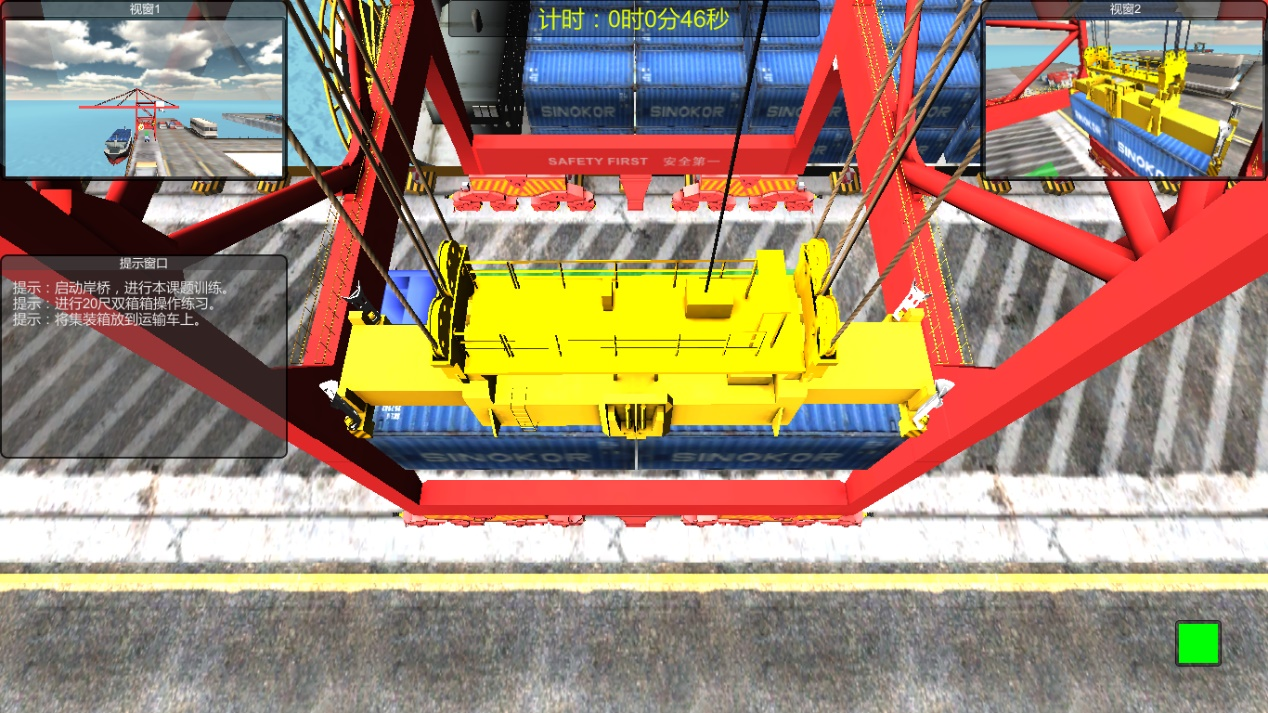 视窗1
计时：0时0分46秒
视窗2
SINOKOR SINOKOR SINOKOR
SAFETY FIRST 安全第一
SINOKOR
提示窗口
提示：启动岸桥，进行本课题训练。
提示：进行20尺双箱箱操作练习。
提示：将集装箱放到运输车上。
SINOKOR SINOKOR